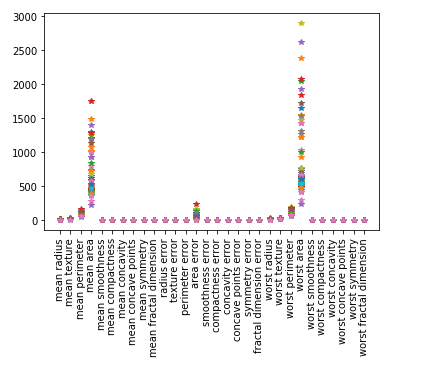 3000
2500
2000
1500
1000
500
0
mean radius
mean texture
mean perimeter
mean area
mean smoothness
mean compactness
mean concavity
mean concave points
mean symmetry
mean fractal dimension
radius error
texture error
perimeter error
area error
smoothness error
compactness error
concavity error
concave points error
symmetry error
fractal dimension error
worst radius
worst texture
worst perimeter
worst area
worst smoothness
worst compactness
worst concavity
worst concave points
worst symmetry
worst fractal dimension